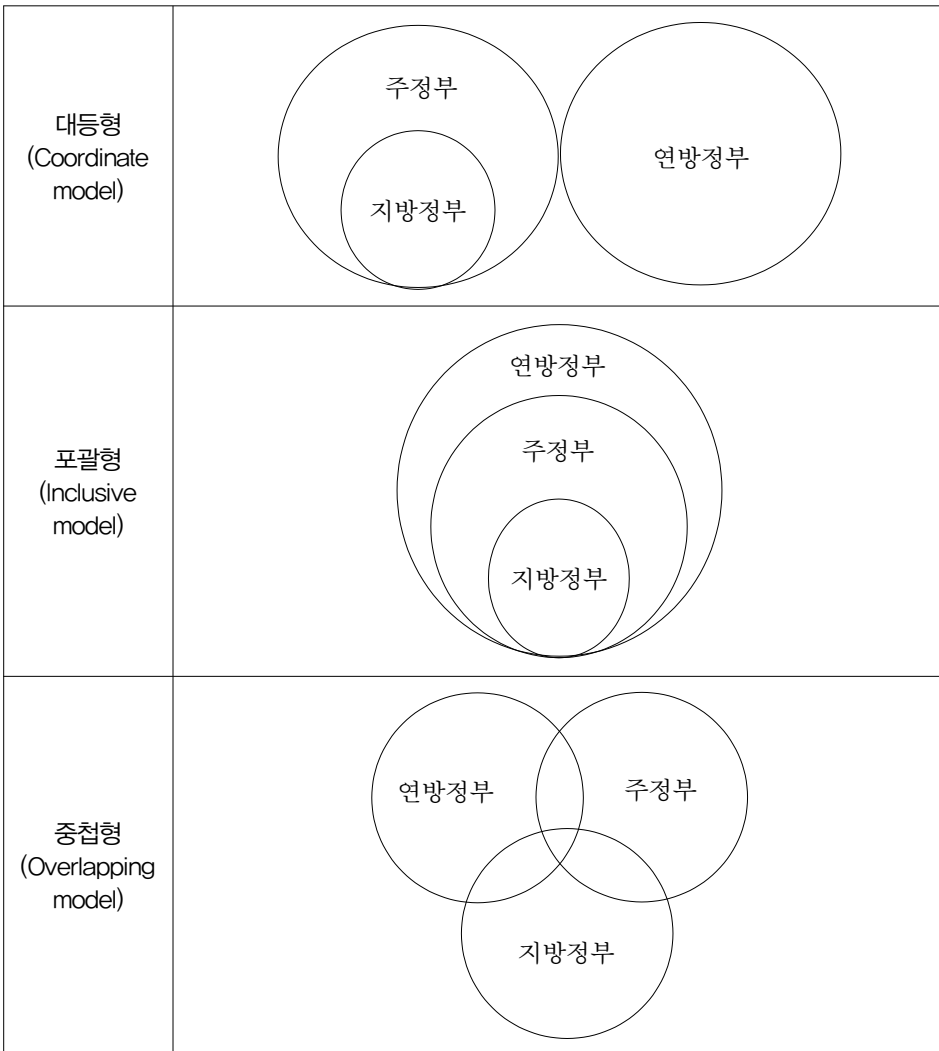 대등형
(Coordinate
model)
주정부
지방정부
연방정부
포괄형
(Inclusive
model)
연방정부
주정부
지방정부
중첩형
(Overlapping
model)
연방정부
주정부
지방정부